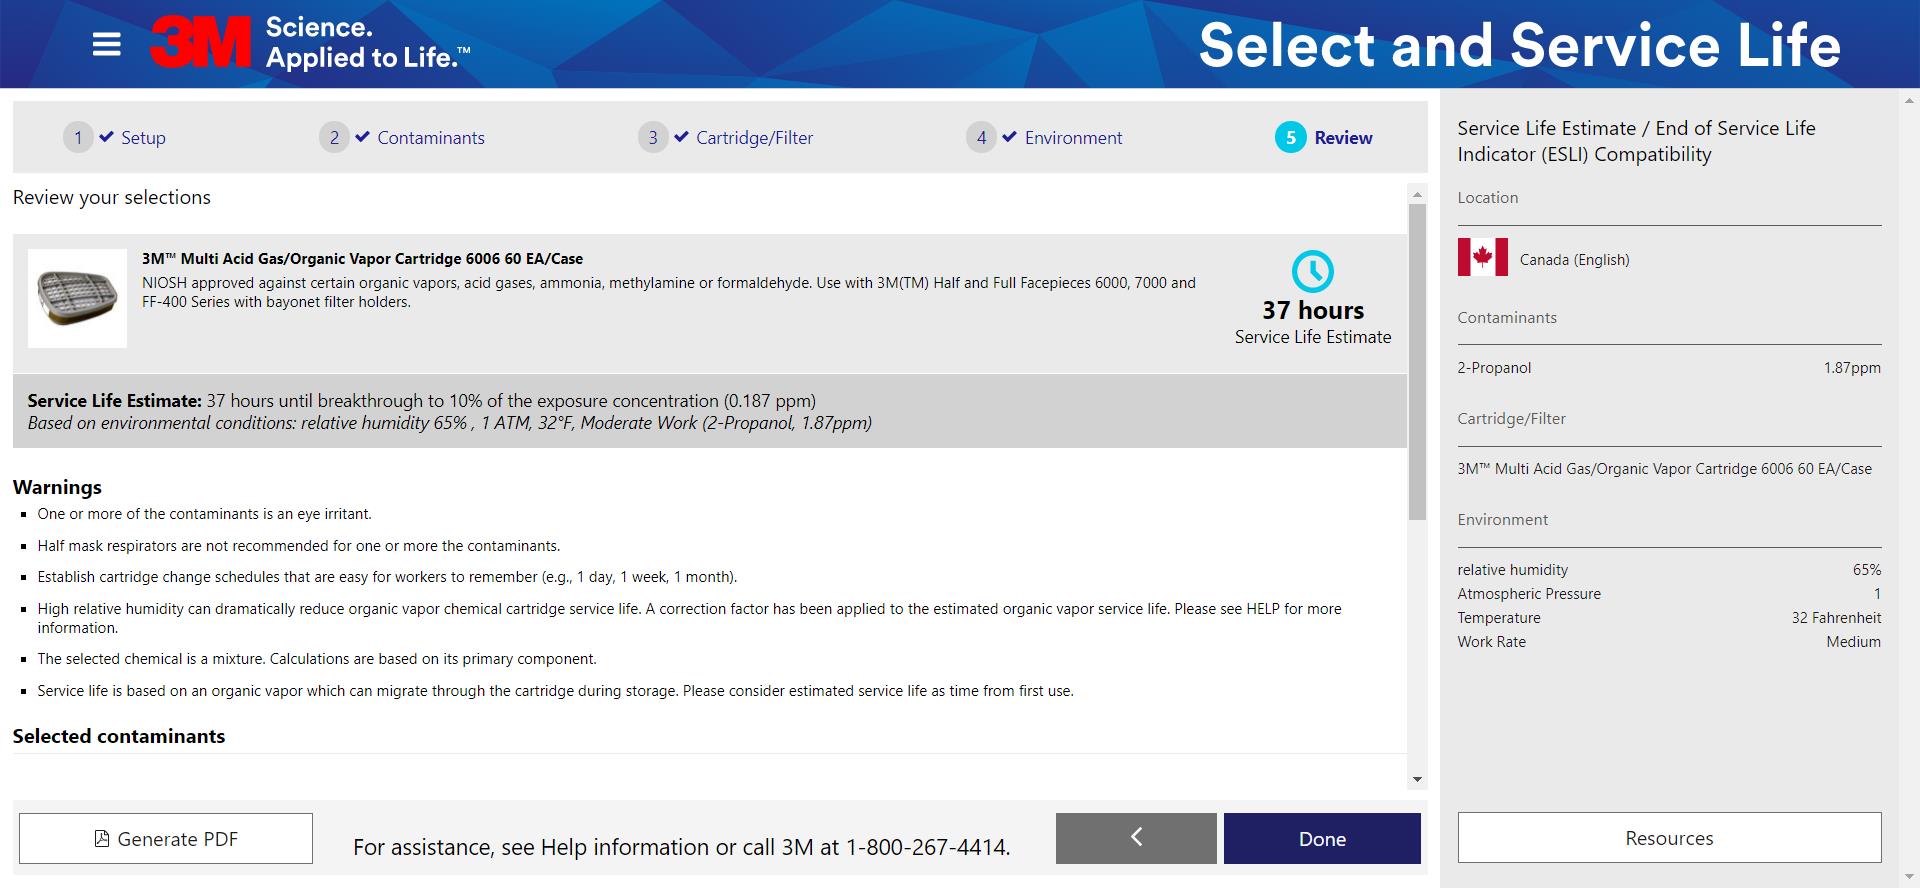 3M Science.
Applied to Life.™
Select and Service Life
1 Setup
2 Contaminants
3 Cartridge/Filter
4 Environment
5 Review
Review your selections
3M™ Multi Acid Gas/Organic Vapor Cartridge 6006 60 EA/Case
NIOSH approved against certain organic vapors, acid gases, ammonia, methylamine or formaldehyde. Use with 3M(TM) Half and Full Facepieces 6000, 7000 and
FF-400 Series with bayonet filter holders.
37 hours
Service Life Estimate
Service Life Estimate: 37 hours until breakthrough to 10% of the exposure concentration (0.187 ppm)
Based on environmental conditions: relative humidity 65% , 1 ATM, 32°F, Moderate Work (2-Propanol, 1.87ppm)
Warnings
One or more of the contaminants is an eye irritant.
Half mask respirators are not recommended for one or more the contaminants.
Establish cartridge change schedules that are easy for workers to remember (e.g., 1 day, 1 week, 1 month).
High relative humidity can dramatically reduce organic vapor chemical cartridge service life. A correction factor has been applied to the estimated organic vapor service life. Please see HELP for more
information.
The selected chemical is a mixture. Calculations are based on its primary component.
Service life is based on an organic vapor which can migrate through the cartridge during storage. Please consider estimated service life as time from first use.
Selected contaminants
Generate PDF
For assistance, see Help information or call 3M at 1-800-267-4414.
Done
Service Life Estimate / End of Service Life
Indicator (ESLI) Compatibility
Location
Canada (English)
Contaminants
2-Propanol 1.87ppm
Cartridge/Filter
3M™ Multi Acid Gas/Organic Vapor Cartridge 6006 60 EA/Case
Environment
relative humidity 65%
Atmospheric Pressure 1
Temperature 32 Fahrenheit
Work Rate Medium
Resources